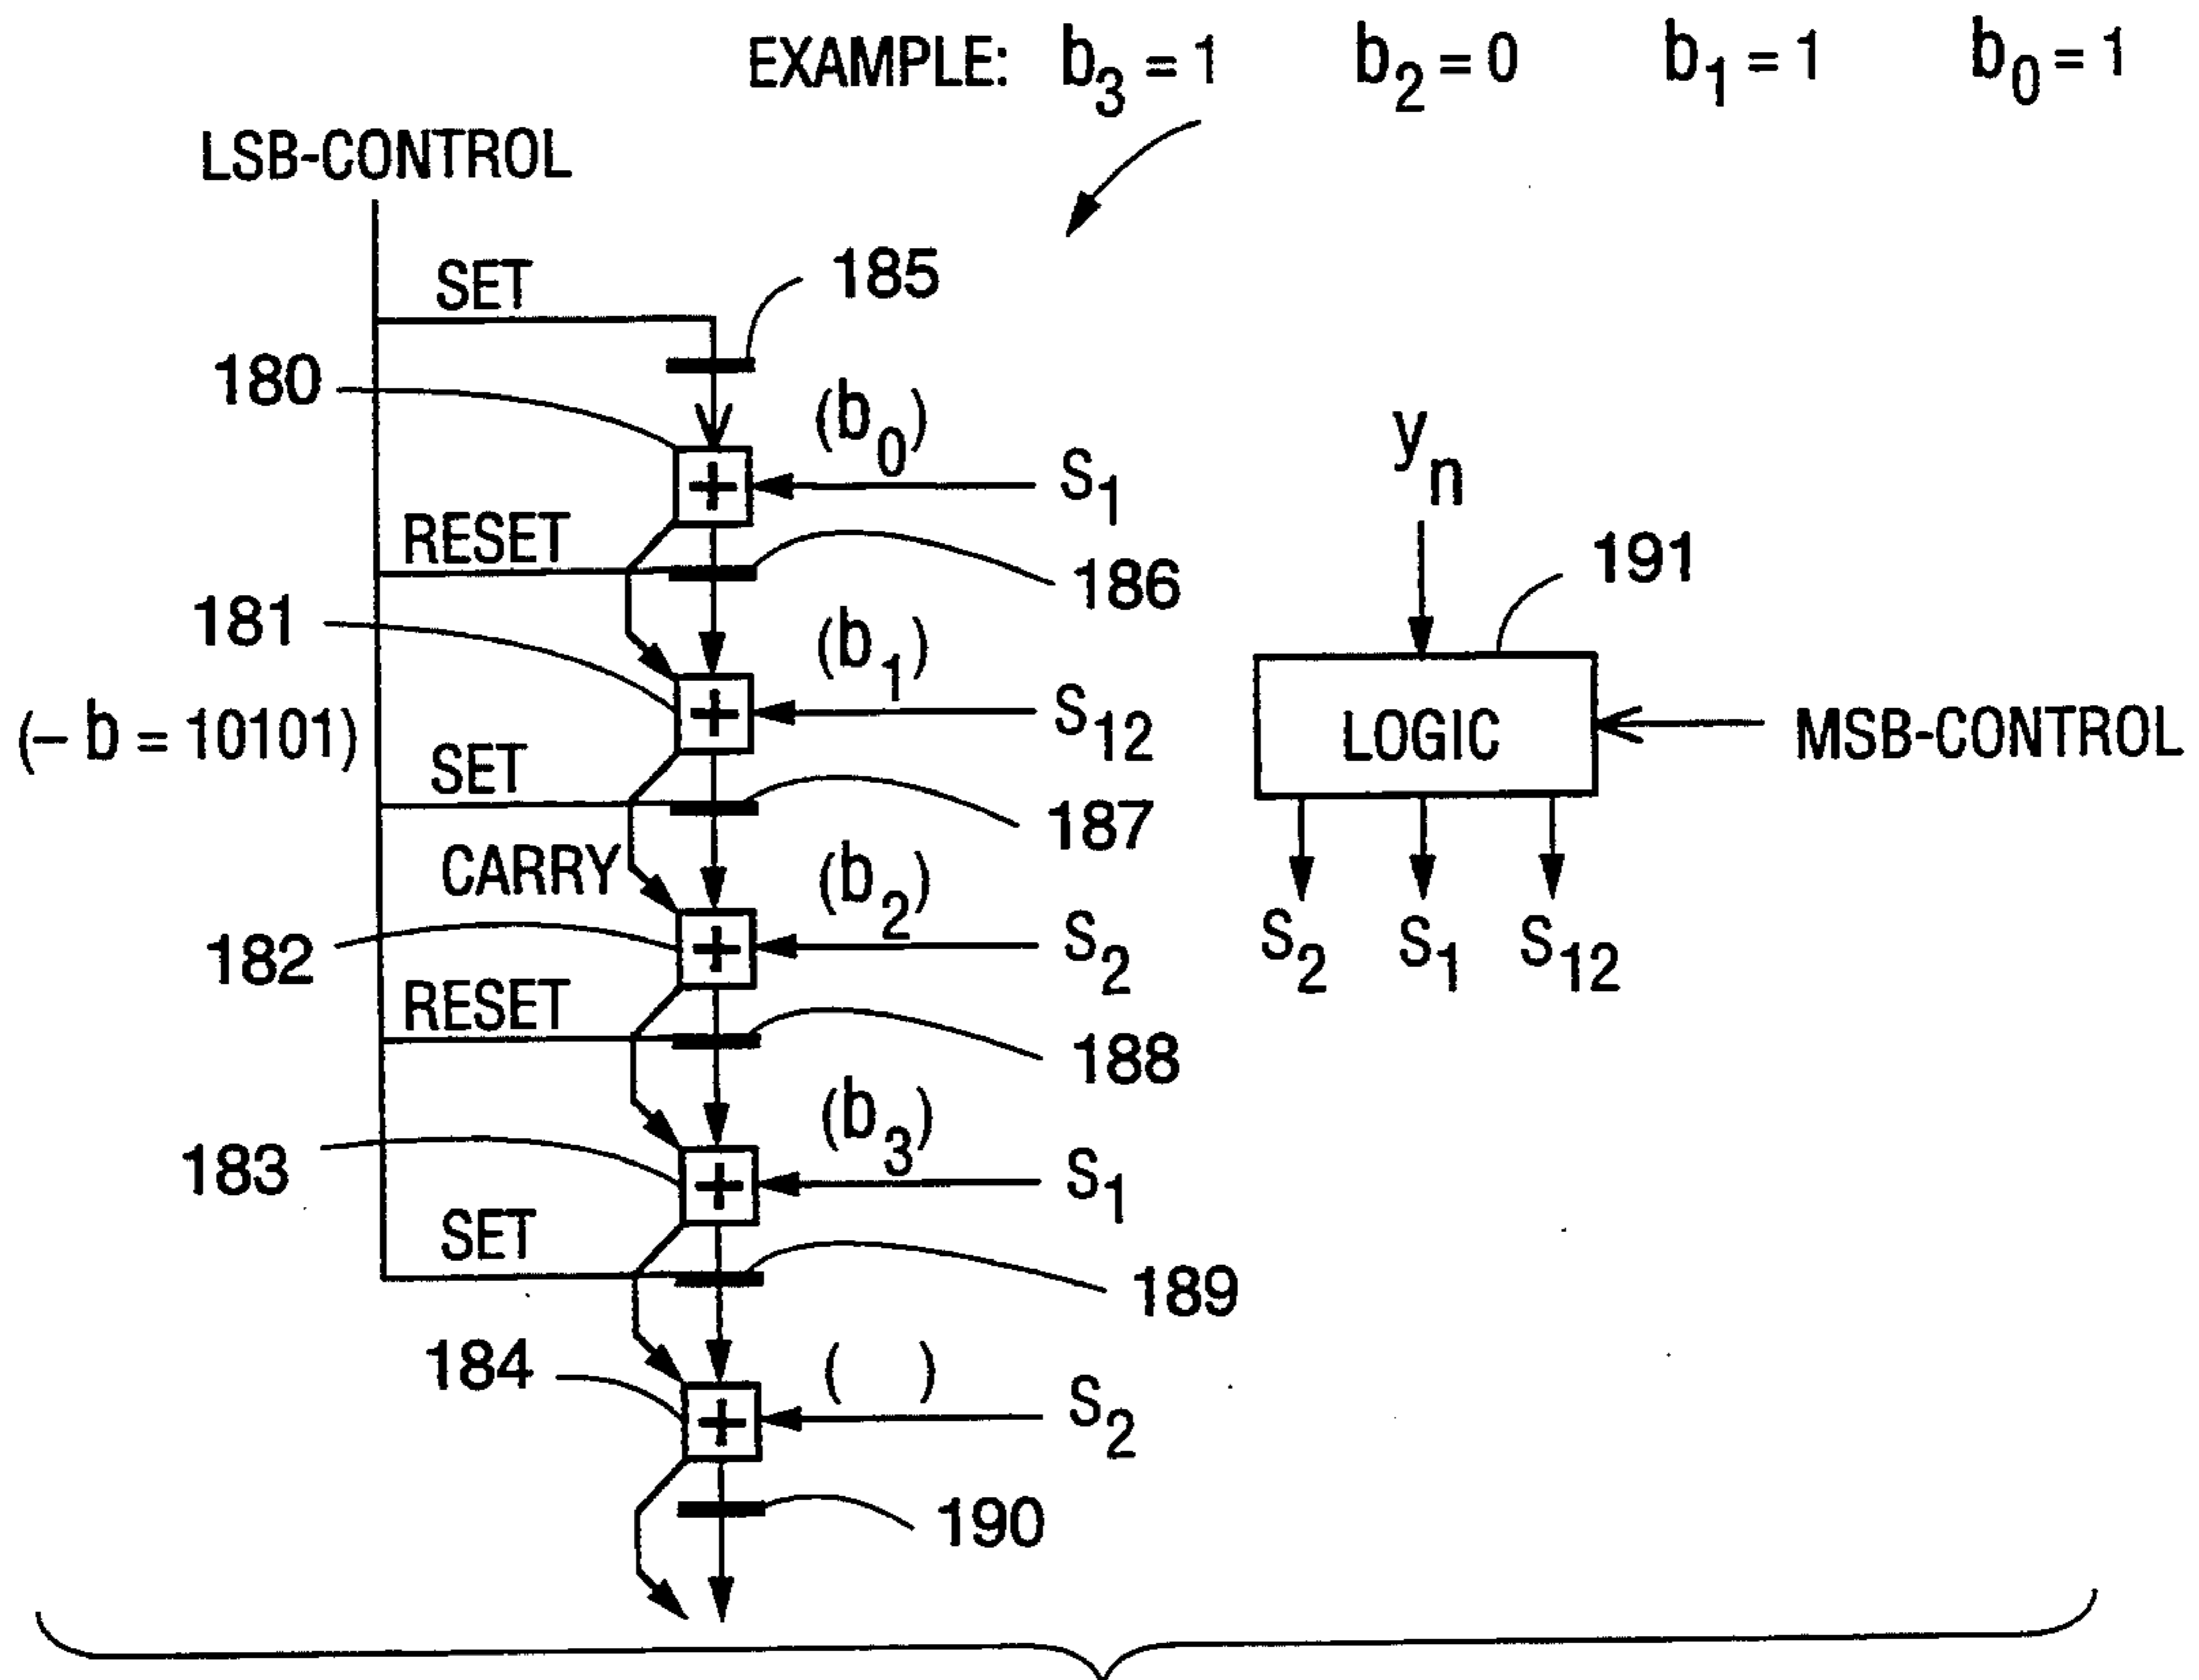 EXAMPLE: b3 = 1 b2 = 0 b1 = 1 b0 = 1
LSB-CONTROL
SET
185
180
(b0)
S1
yn
RESET
186
191
181
(b1)
S12
LOGIC
MSB-CONTROL
(– b = 10101)
SET
187
CARRY
(b2)
S2
S2 S1 S12
182
RESET
188
(b3)
S1
183
SET
189
184
( )
S2
190